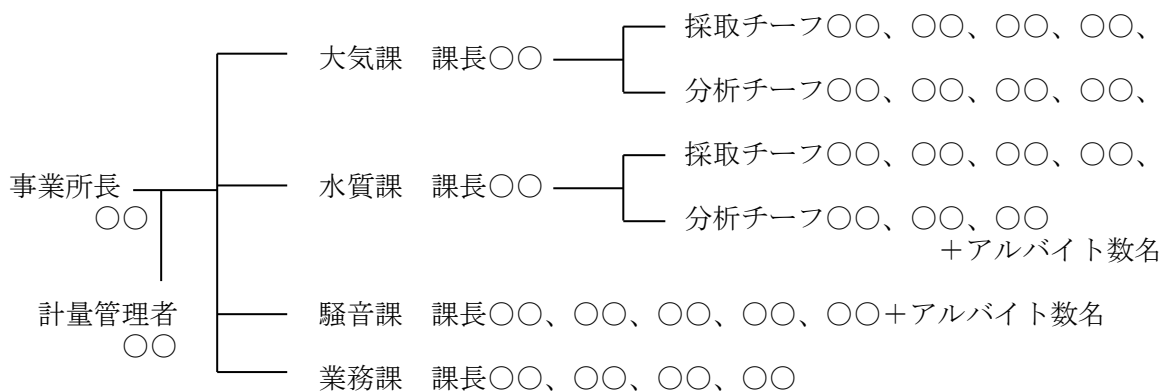 採取チーフ○○、○○、○○、○○、
大気課　課長○○
分析チーフ○○、○○、○○、○○、
採取チーフ○○、○○、○○、○○、
事業所長
○○
水質課　課長○○
分析チーフ○○、○○、○○
＋アルバイト数名
計量管理者
○○
騒音課　課長○○、○○、○○、○○、○○＋アルバイト数名
業務課　課長○○、○○、○○、○○